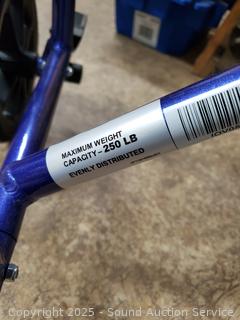 MAXIMUM WEIGHT
CAPACITY - 250 LB
EVENLY DISTRIBUTED
Copyright 2025 - Sound Auction Service